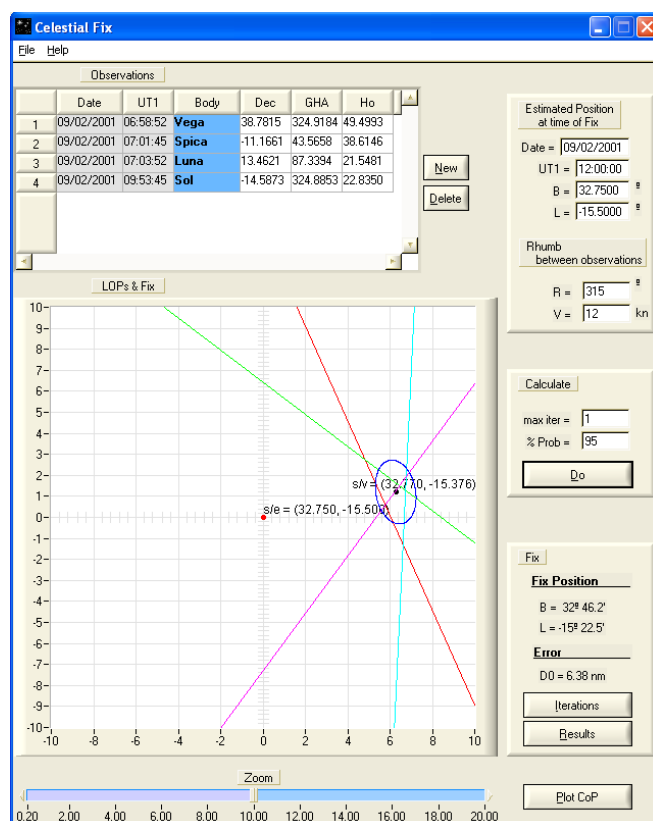 Celestial Fix
File Help
Observations
Date UT1 Body Dec GHA Ho
1 09/02/2001 06:58:52 Vega 38.7815 324.9184 49.4993
2 09/02/2001 07:01:45 Spica -11.1661 43.5658 38.6146
3 09/02/2001 07:03:52 Luna 13.4621 87.3394 21.5481
4 09/02/2001 09:53:45 Sol -14.5873 324.8853 22.8350
New
Delete
Estimated Position
at time of Fix
Date = 09/02/2001
UT1 = 12:00:00
B = 32.7500 º
L = -15.5000 º
Rhumb
between observations
R = 315 º
V = 12 kn
LOPs & Fix
10
9
8
7
6
5
4
3
2
1
0
-1
-2
-3
-4
-5
-6
-7
-8
-9
-10
-10 -8 -6 -4 -2 0 2 4 6 8 10
s/v = (32.770, -15.376)
s/e = (32.750, -15.500)
Calculate
max iter = 1
% Prob = 95
Do
Fix
Fix Position
B = 32º 46.2'
L = -15º 22.5'
Error
D0 = 6.38 nm
Iterations
Results
Zoom
0.20 2.00 4.00 6.00 8.00 10.00 12.00 14.00 16.00 18.00 20.00
Plot CoP